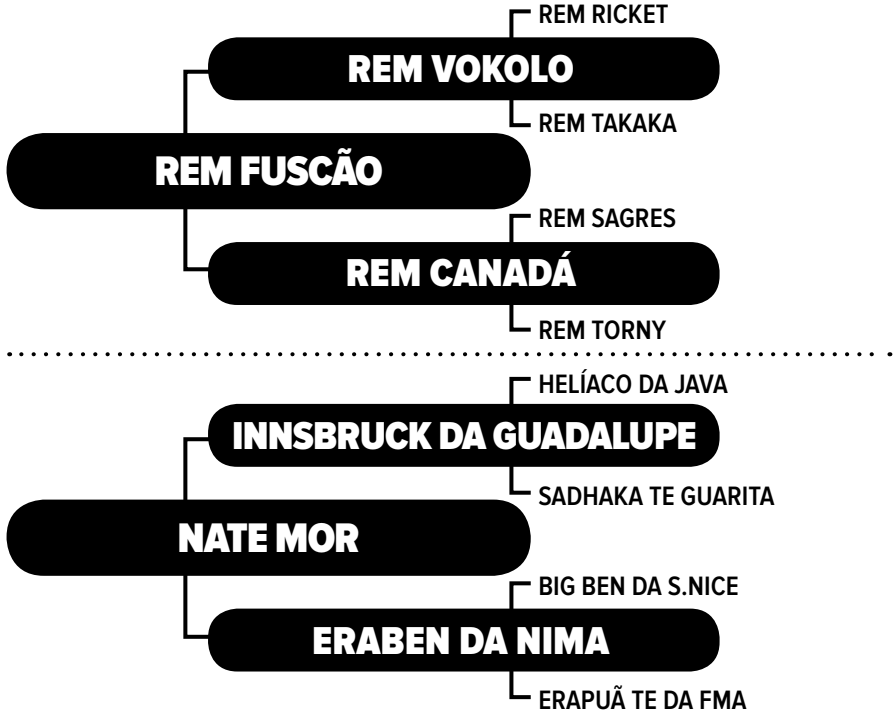 REM RICKET
REM VOKOLO
REM TAKAKA
REM FUSCÃO
REM SAGRES
REM CANADÁ
REM TORNY
HELÍACO DA JAVA
INNSBRUCK DA GUADALUPE
SADHAKA TE GUARITA
NATE MOR
BIG BEN DA S.NICE
ERABEN DA NIMA
ERAPUÃ TE DA FMA